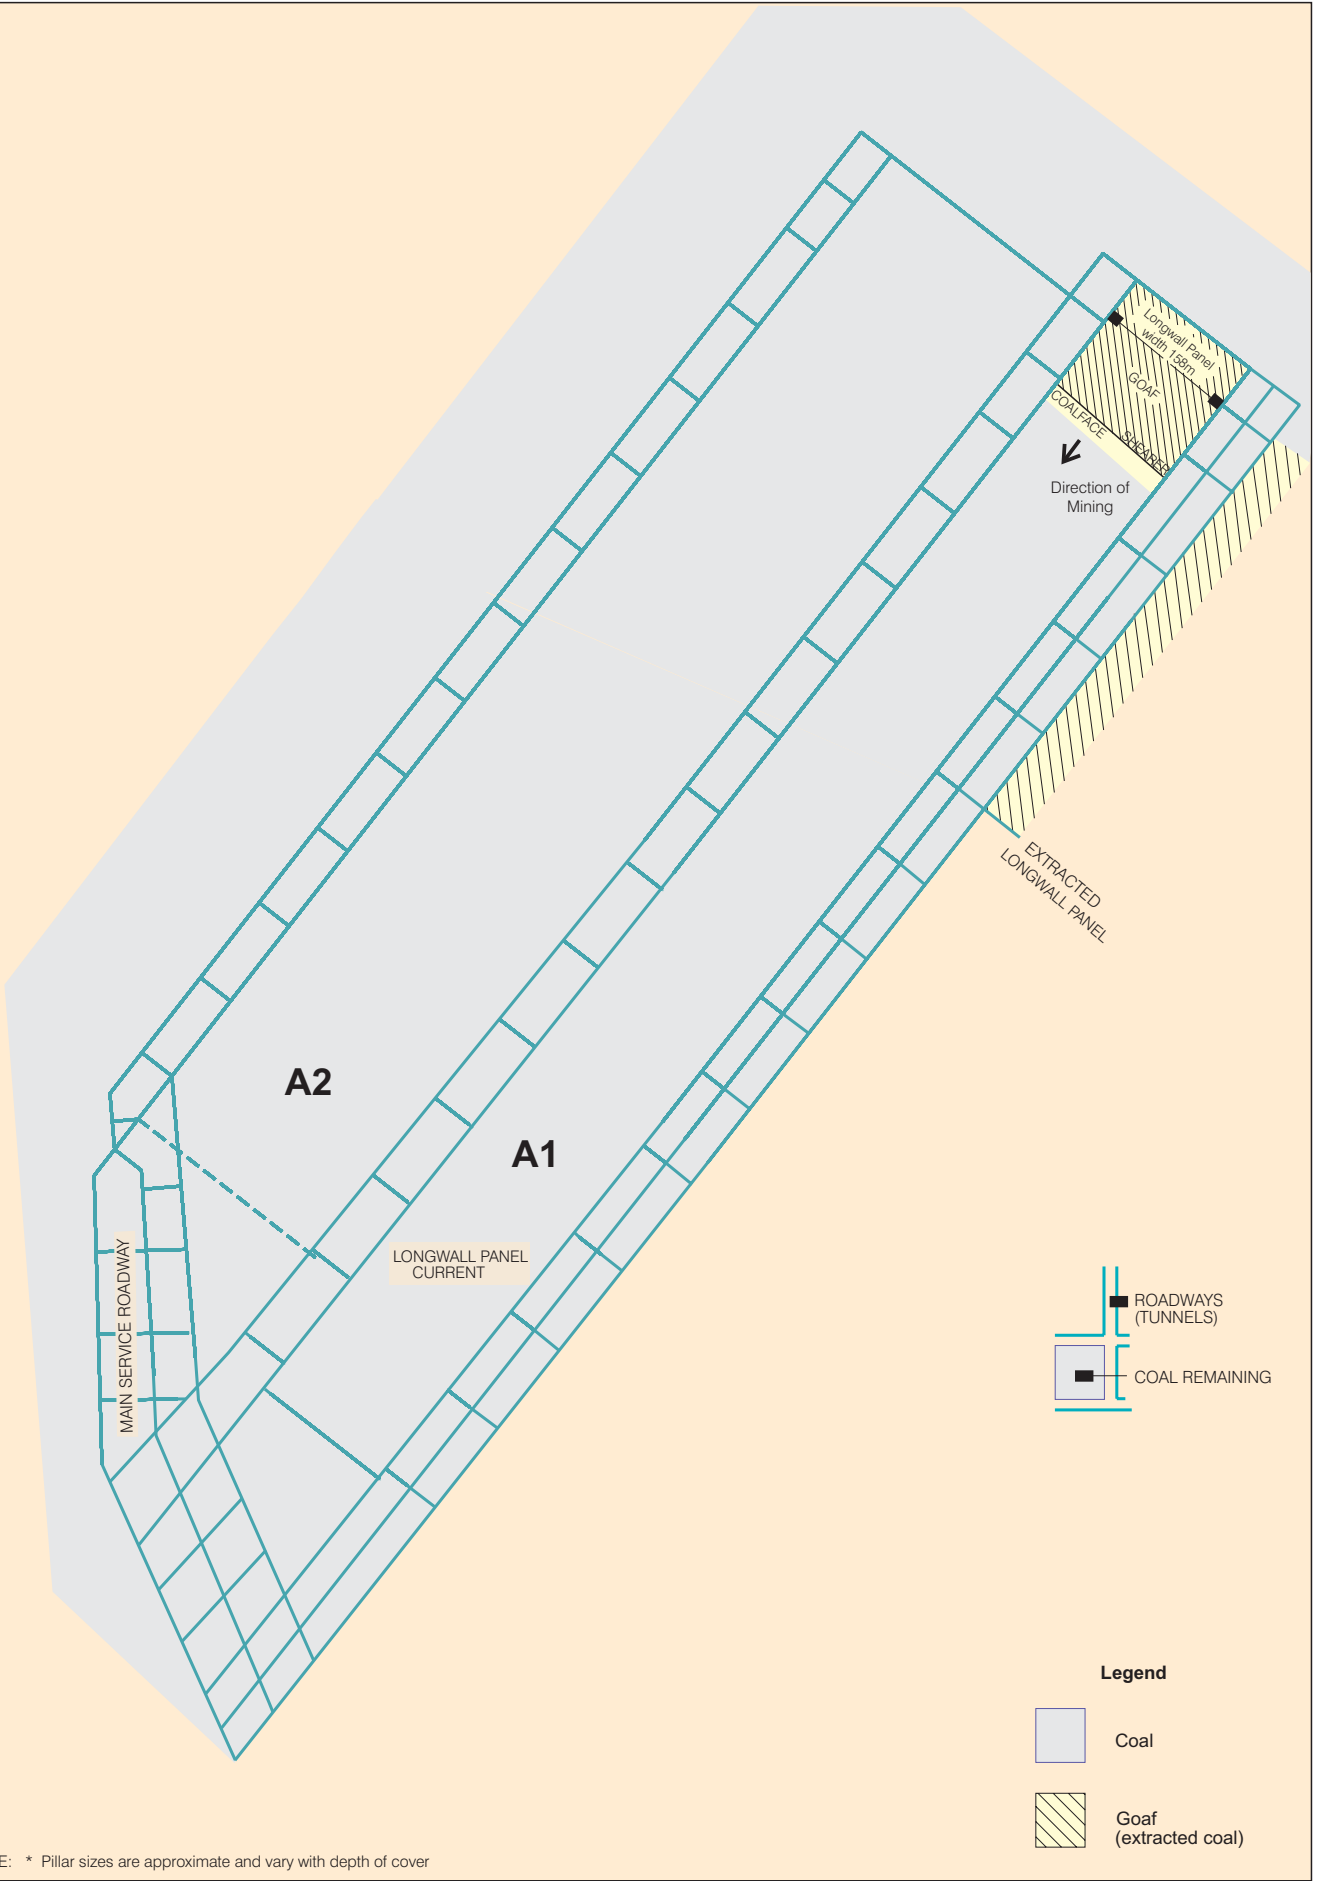 Longwall Panel
width 158m
GOAF
COALFACE
SHEARER
Direction of
Mining
EXTRACTED
LONGWALL PANEL
A2
A1
LONGWALL PANEL
CURRENT
MAIN SERVICE ROADWAY
ROADWAYS
(TUNNELS)
COAL REMAINING
Legend
Coal
Goaf
(extracted coal)
E: * Pillar sizes are approximate and vary with depth of cover